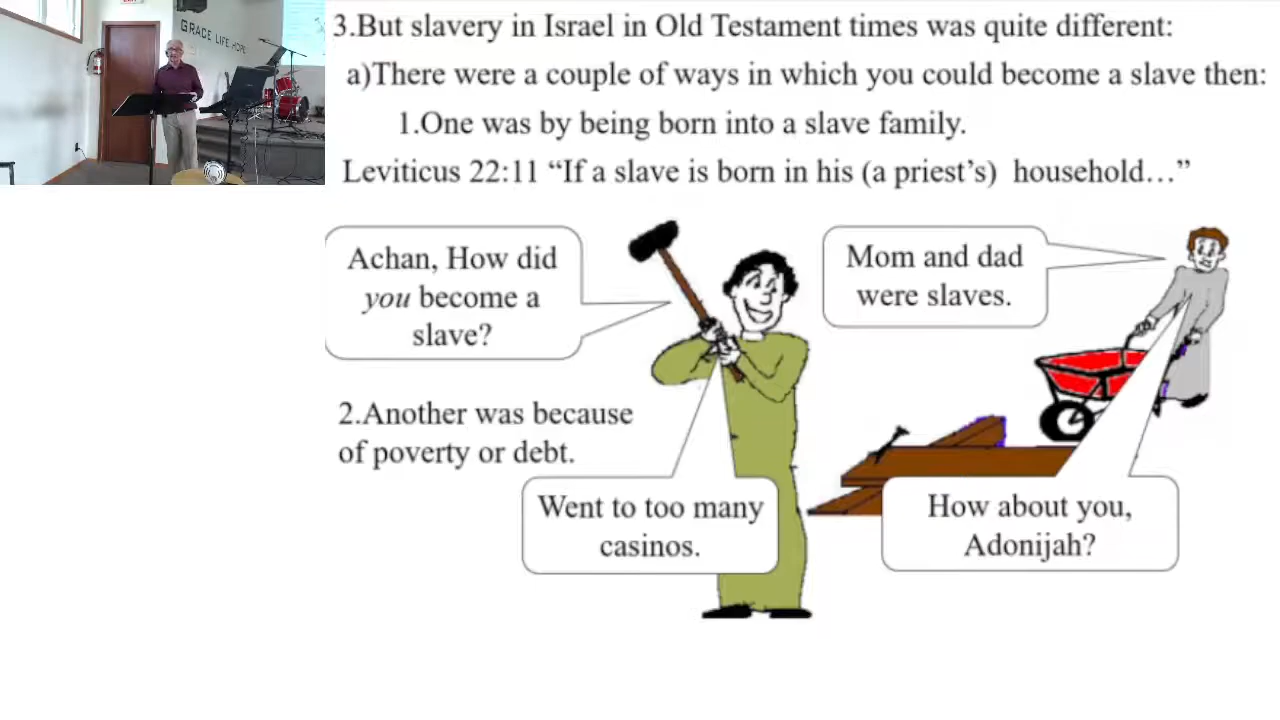 GRACE LIFE HOPE
3.But slavery in Israel in Old Testament times was quite different:
a)There were a couple of ways in which you could become a slave then:
1.One was by being born into a slave family.
Leviticus 22:11 “If a slave is born in his (a priest’s) household…”
Achan, How did
you become a
slave?
Mom and dad
were slaves.
2.Another was because
of poverty or debt.
Went to too many
casinos.
How about you,
Adonijah?